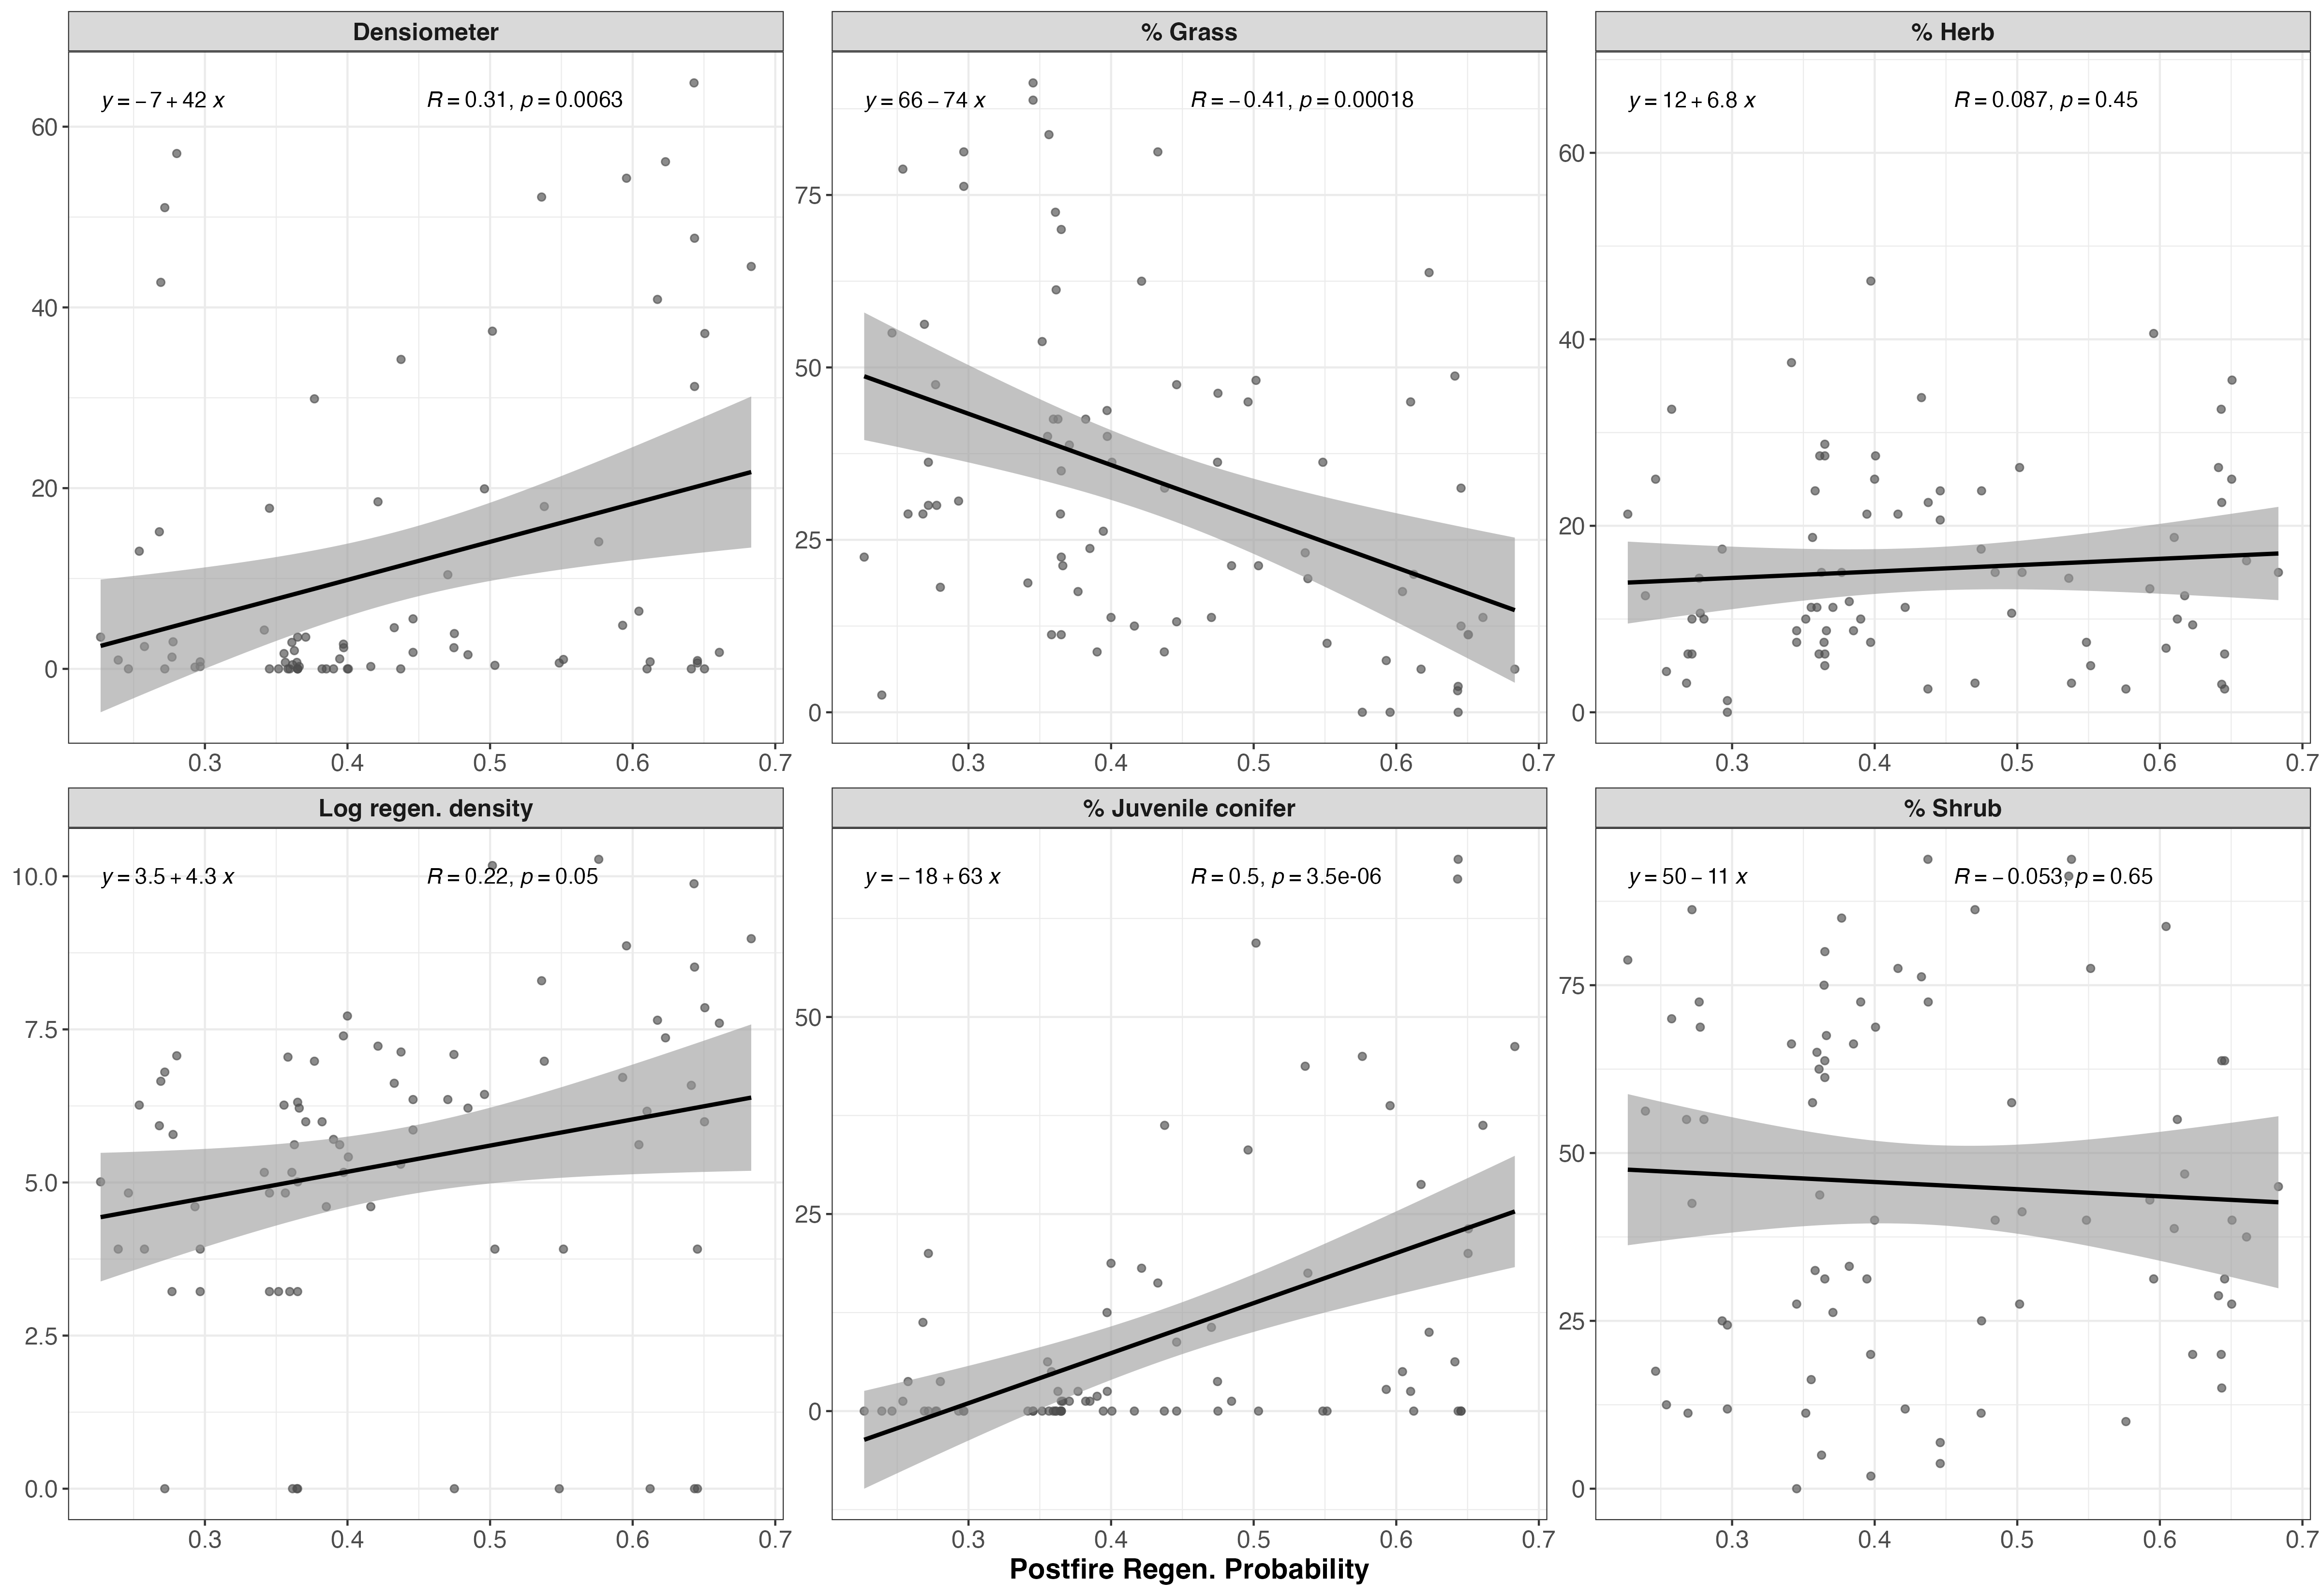 Densiometer
% Grass
% Herb
y = −7 + 42 x
R = 0.31, p = 0.0063
y = 66 − 74 x
R = −0.41, p = 0.00018
y = 12 + 6.8 x
R = 0.087, p = 0.45
60
40
20
0
75
50
25
0
60
40
20
0
0.3 0.4 0.5 0.6 0.7
0.3 0.4 0.5 0.6 0.7
0.3 0.4 0.5 0.6 0.7
Log regen. density
% Juvenile conifer
% Shrub
y = 3.5 + 4.3 x
R = 0.22, p = 0.05
y = −18 + 63 x
R = 0.5, p = 3.5e-06
y = 50 − 11 x
R = −0.053, p = 0.65
10.0
7.5
5.0
2.5
0.0
50
25
0
75
50
25
0
0.3 0.4 0.5 0.6 0.7
0.3 0.4 0.5 0.6 0.7
0.3 0.4 0.5 0.6 0.7
Postfire Regen. Probability